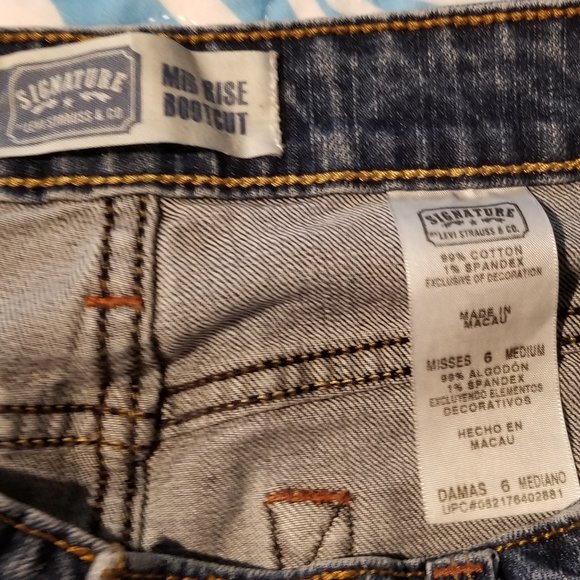 SIGNATURE
BY LEVI STRAUSS & CO
MID RISE
BOOTCUT
SIGNATURE
BY LEVI STRAUSS & CO.
99% COTTON
1% SPANDEX
EXCLUSIVE OF DECORATION
MADE IN
MACAU
MISSES 6 MEDIUM
99% ALGODÓN
1% SPANDEX
EXCLUYENDO ELEMENTOS
DECORATIVOS
HECHO EN
MACAU
DAMAS 6 MEDIANO
UPC#052176402881